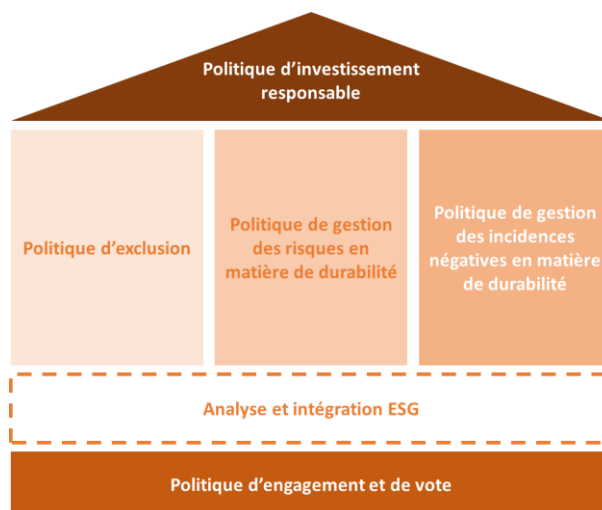 Politique d'investissement
responsable
Politique d'exclusion
Politique de gestion
des risques en
matière de durabilité
Politique de gestion
des incidences
négatives en matière
de durabilité
Analyse et intégration ESG
Politique d'engagement et de vote